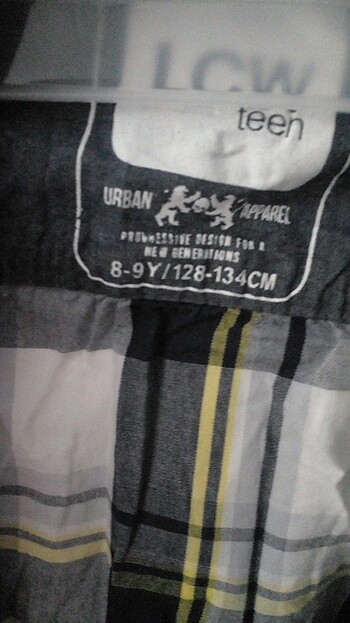 LCW
teen
URBAN APPAREL
PROGRESSIVE DESIGN FOR A
NEW GENERATIONS
8-9Y/128-134CM